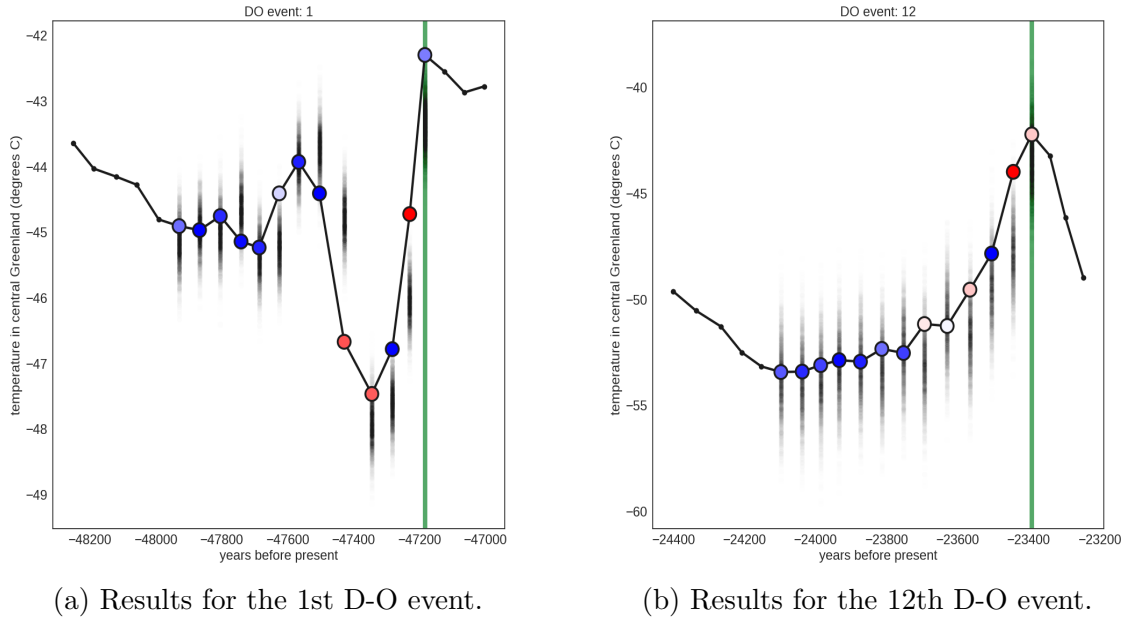 DO event: 1
−42
−43
−44
−45
−46
−47
−48
−49
temperature in central Greenland (degrees C)
−48200 −48000 −47800 −47600 −47400 −47200 −47000
years before present
(a) Results for the 1st D-O event.
DO event: 12
−40
−45
−50
−55
−60
temperature in central Greenland (degrees C)
−24400 −24200 −24000 −23800 −23600 −23400 −23200
years before present
(b) Results for the 12th D-O event.